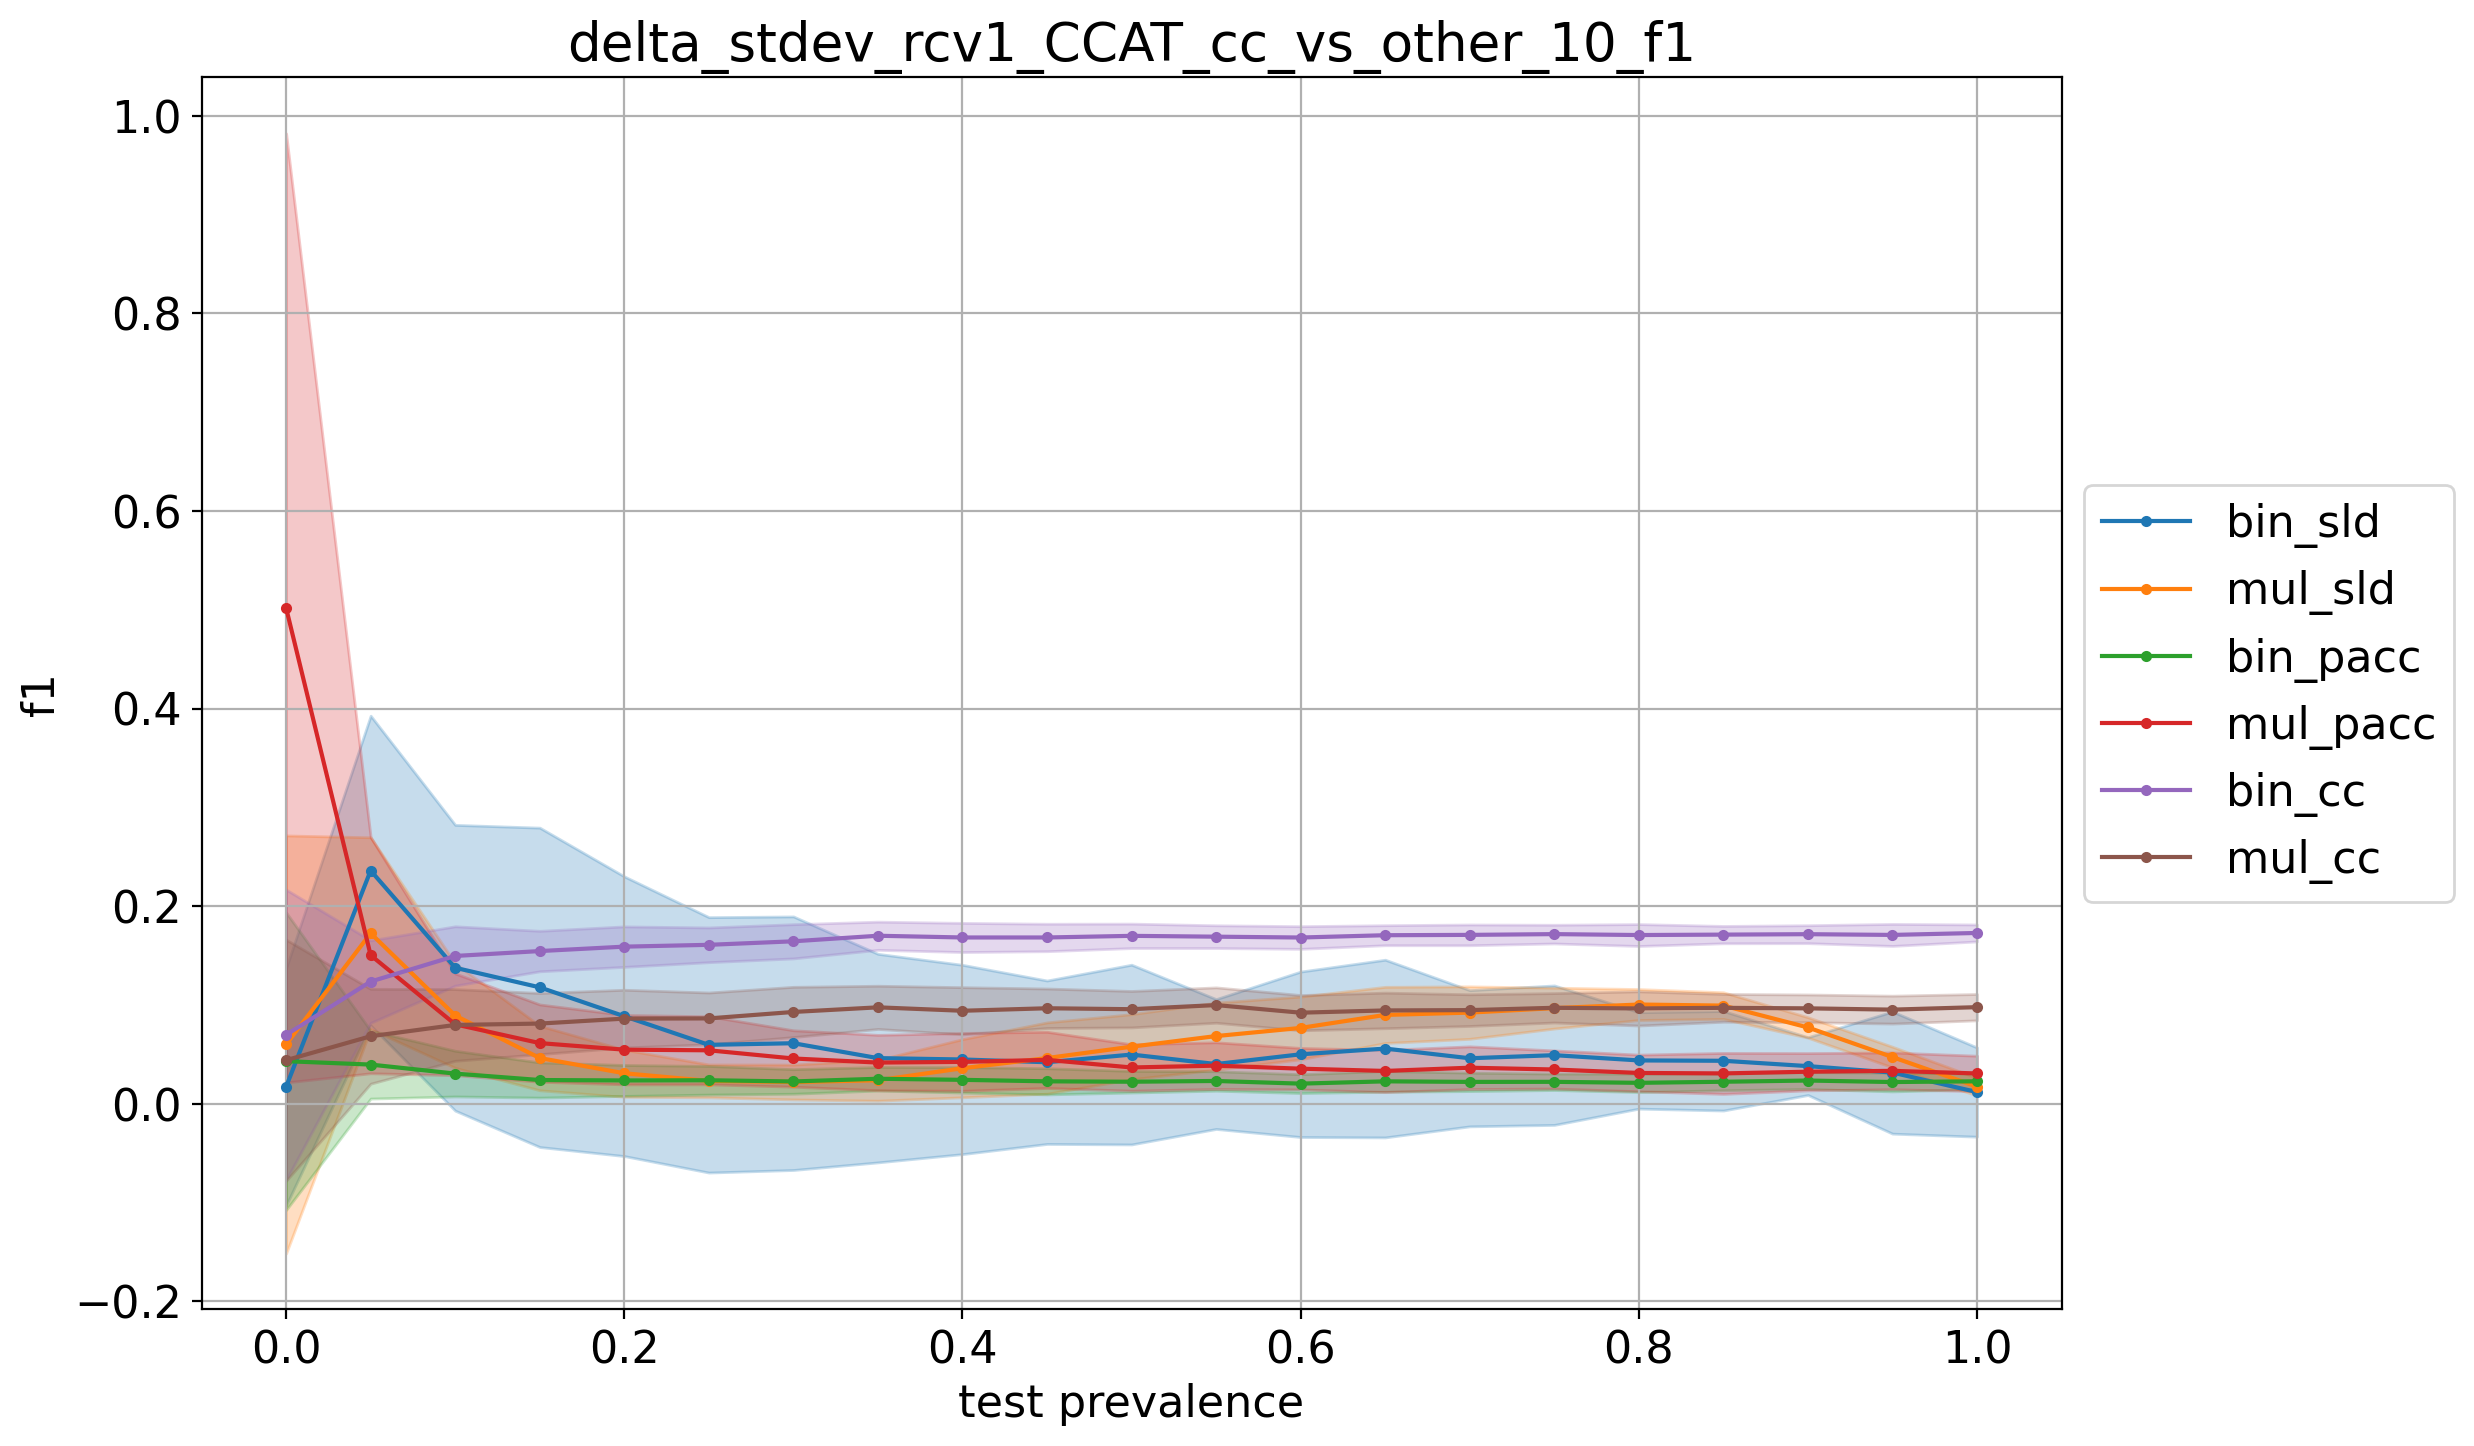 delta_stdev_rcv1_CCAT_cc_vs_other_10_f1
1.0
0.8
0.6
0.4
0.2
0.0
−0.2
f1
0.0 0.2 0.4 0.6 0.8 1.0
test prevalence
bin_sld
mul_sld
bin_pacc
mul_pacc
bin_cc
mul_cc